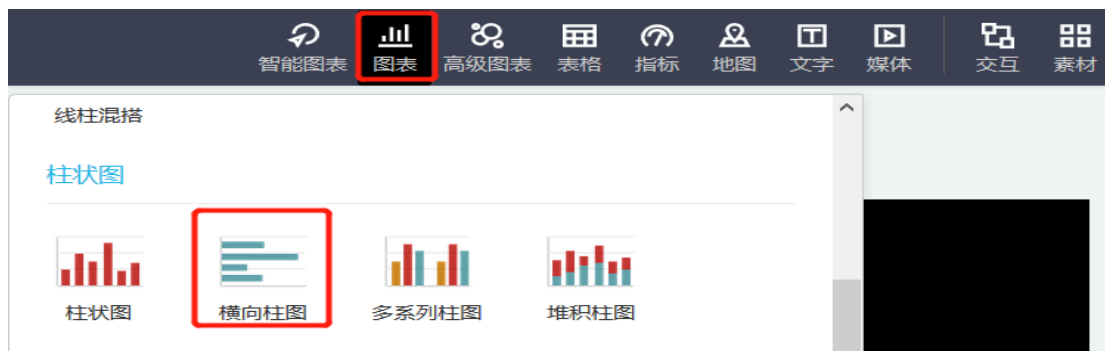 智能图表 图表 高级图表 表格 指标 地图 文字 媒体 交互 素材
线柱混搭
柱状图
柱状图 横向柱图 多系列柱图 堆积柱图